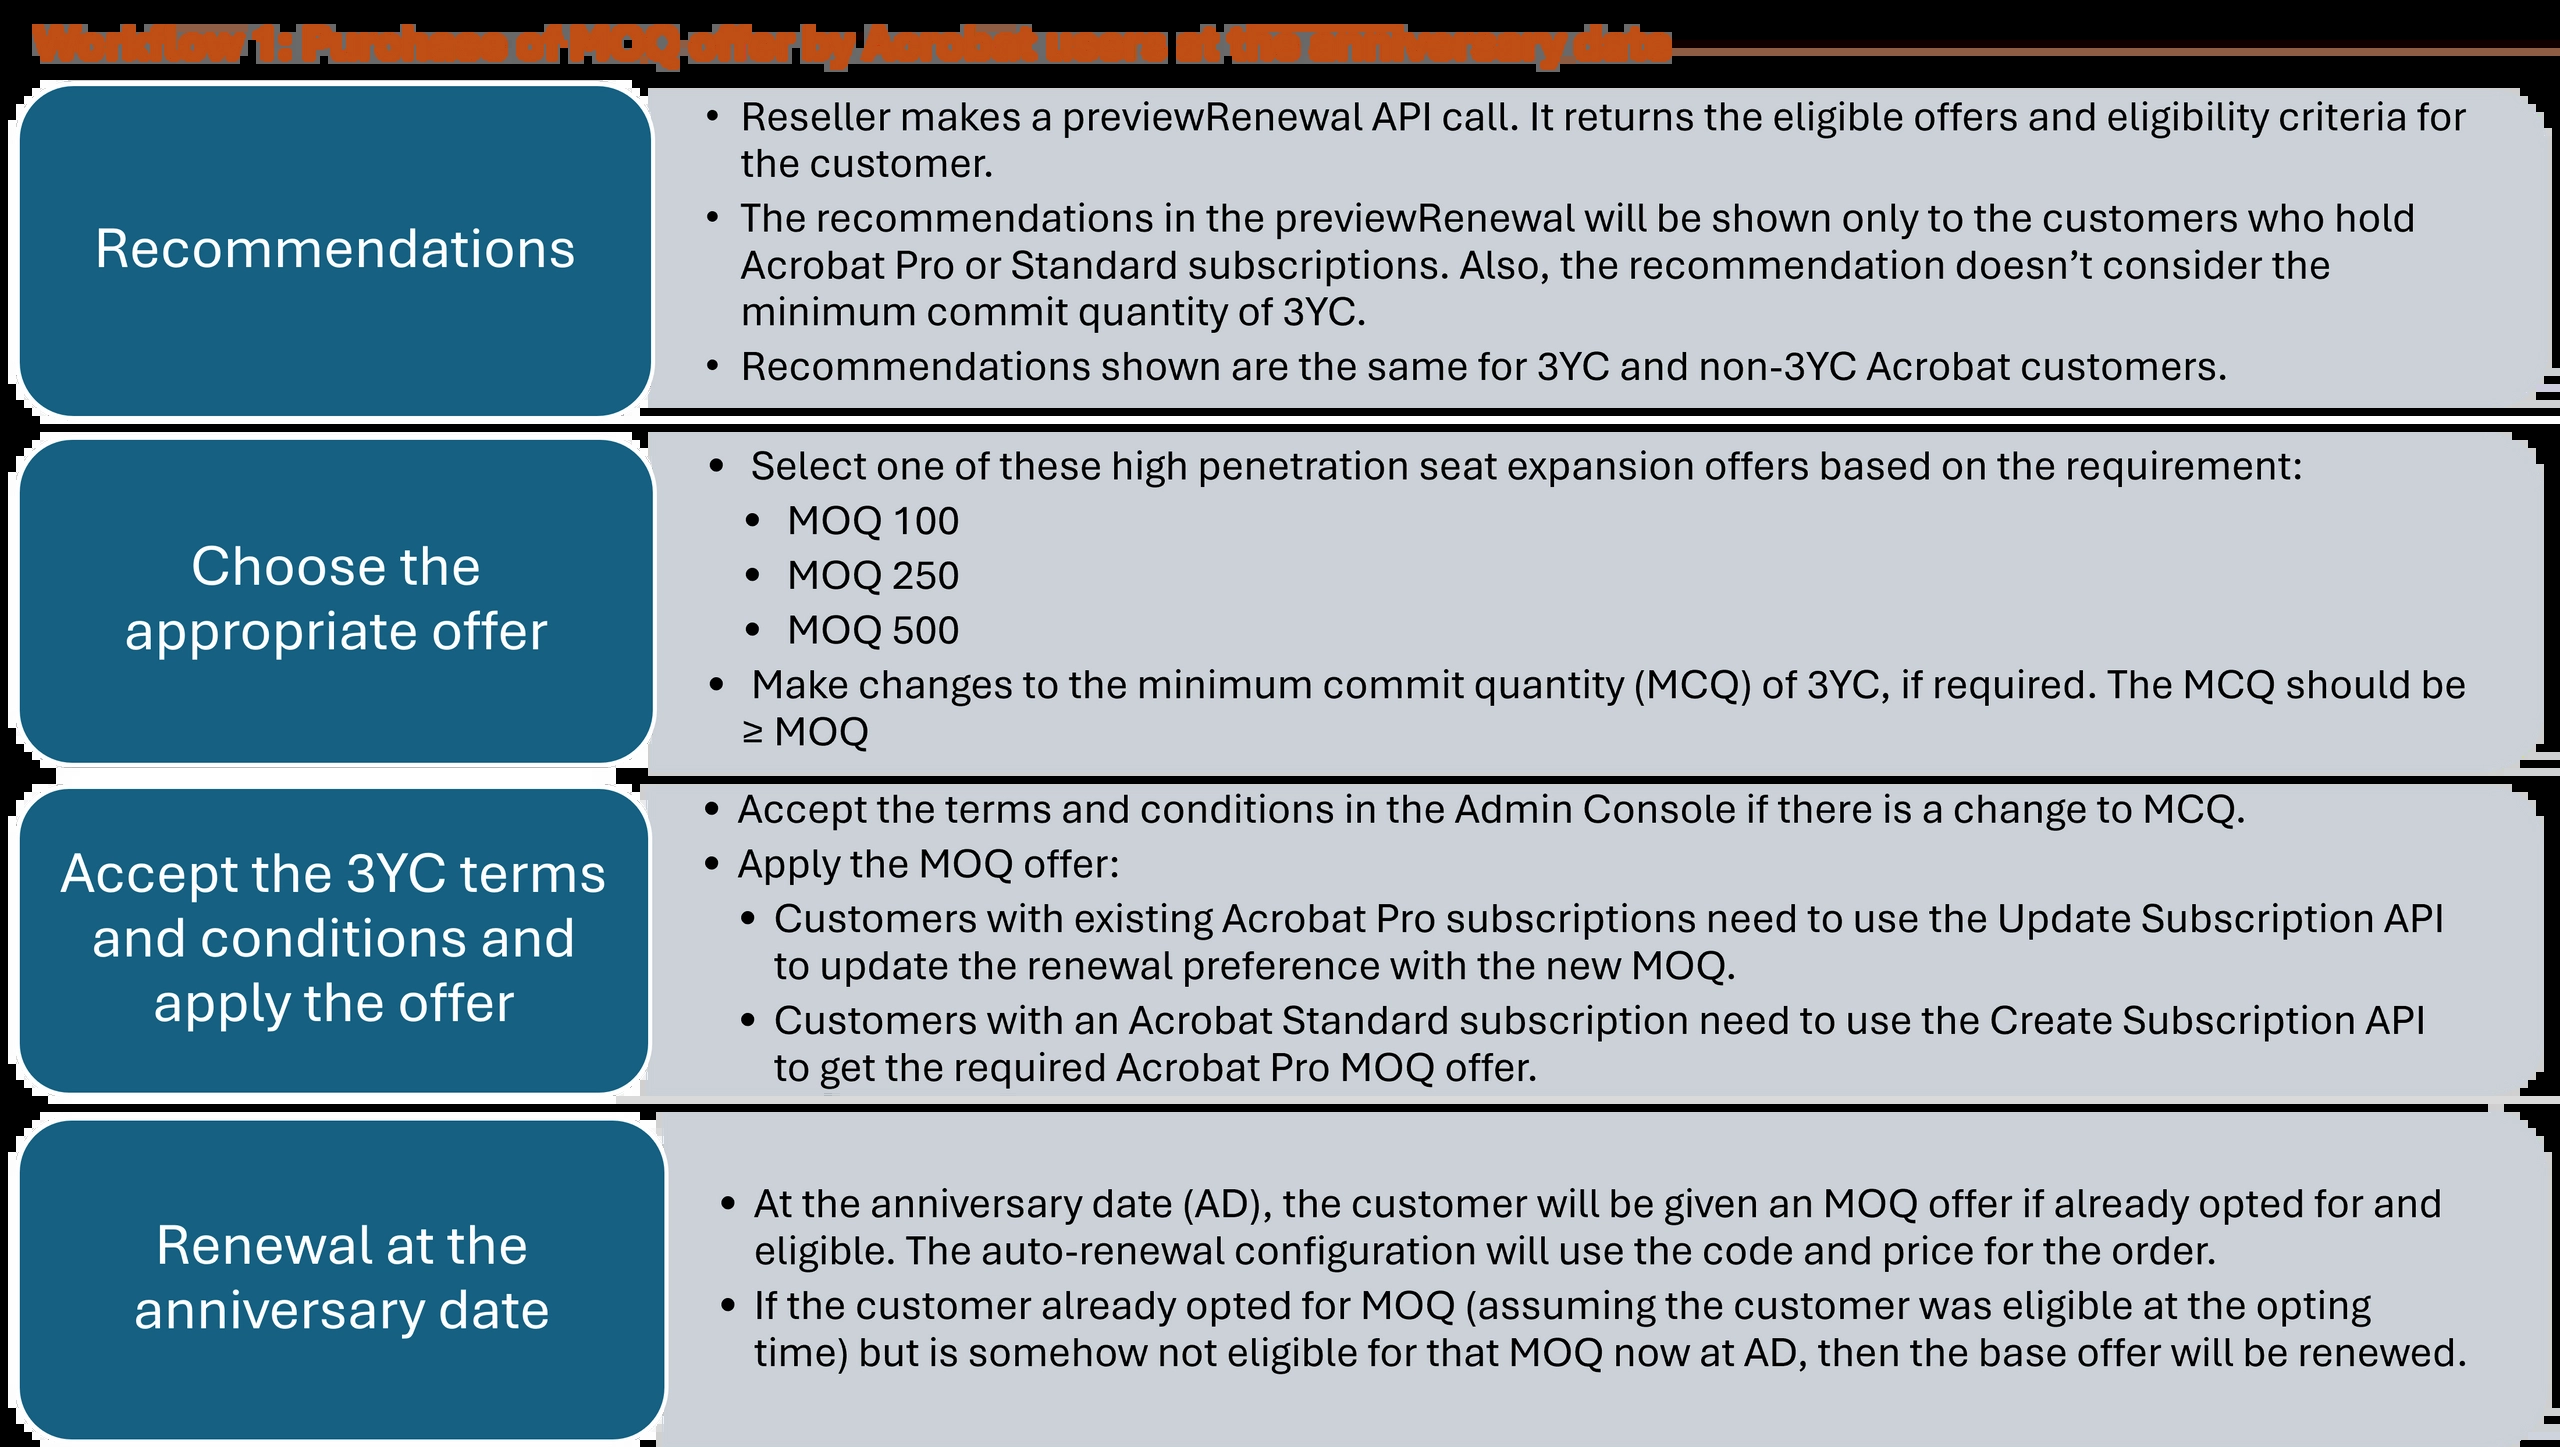 Workflow 1: Purchase of MOQ offer by Acrobat users at the anniversary date
Recommendations
• Reseller makes a previewRenewal API call. It returns the eligible offers and eligibility criteria for
the customer.
• The recommendations in the previewRenewal will be shown only to the customers who hold
Acrobat Pro or Standard subscriptions. Also, the recommendation doesn’t consider the
minimum commit quantity of 3YC.
• Recommendations shown are the same for 3YC and non-3YC Acrobat customers.
Choose the
appropriate offer
• Select one of these high penetration seat expansion offers based on the requirement:
• MOQ 100
• MOQ 250
• MOQ 500
• Make changes to the minimum commit quantity (MCQ) of 3YC, if required. The MCQ should be
≥ MOQ
Accept the 3YC terms
and conditions and
apply the offer
• Accept the terms and conditions in the Admin Console if there is a change to MCQ.
• Apply the MOQ offer:
• Customers with existing Acrobat Pro subscriptions need to use the Update Subscription API
to update the renewal preference with the new MOQ.
• Customers with an Acrobat Standard subscription need to use the Create Subscription API
to get the required Acrobat Pro MOQ offer.
Renewal at the
anniversary date
• At the anniversary date (AD), the customer will be given an MOQ offer if already opted for and
eligible. The auto-renewal configuration will use the code and price for the order.
• If the customer already opted for MOQ (assuming the customer was eligible at the opting
time) but is somehow not eligible for that MOQ now at AD, then the base offer will be renewed.